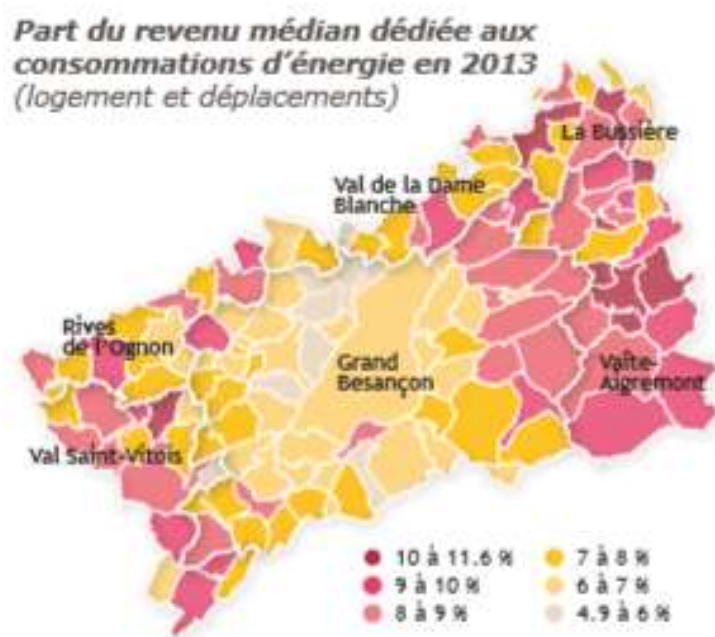 Part du revenu médian dédiée aux
consommations d'énergie en 2013
(logement et déplacements)
La Bussière
Val de la Dame
Blanche
Rives
de l'Ognon
Grand
Besançon
Vaîte-
Aigremont
Val Saint-Vitois
10 à 11.6 %
9 à 10 %
8 à 9 %
7 à 8 %
6 à 7 %
4.9 à 6 %